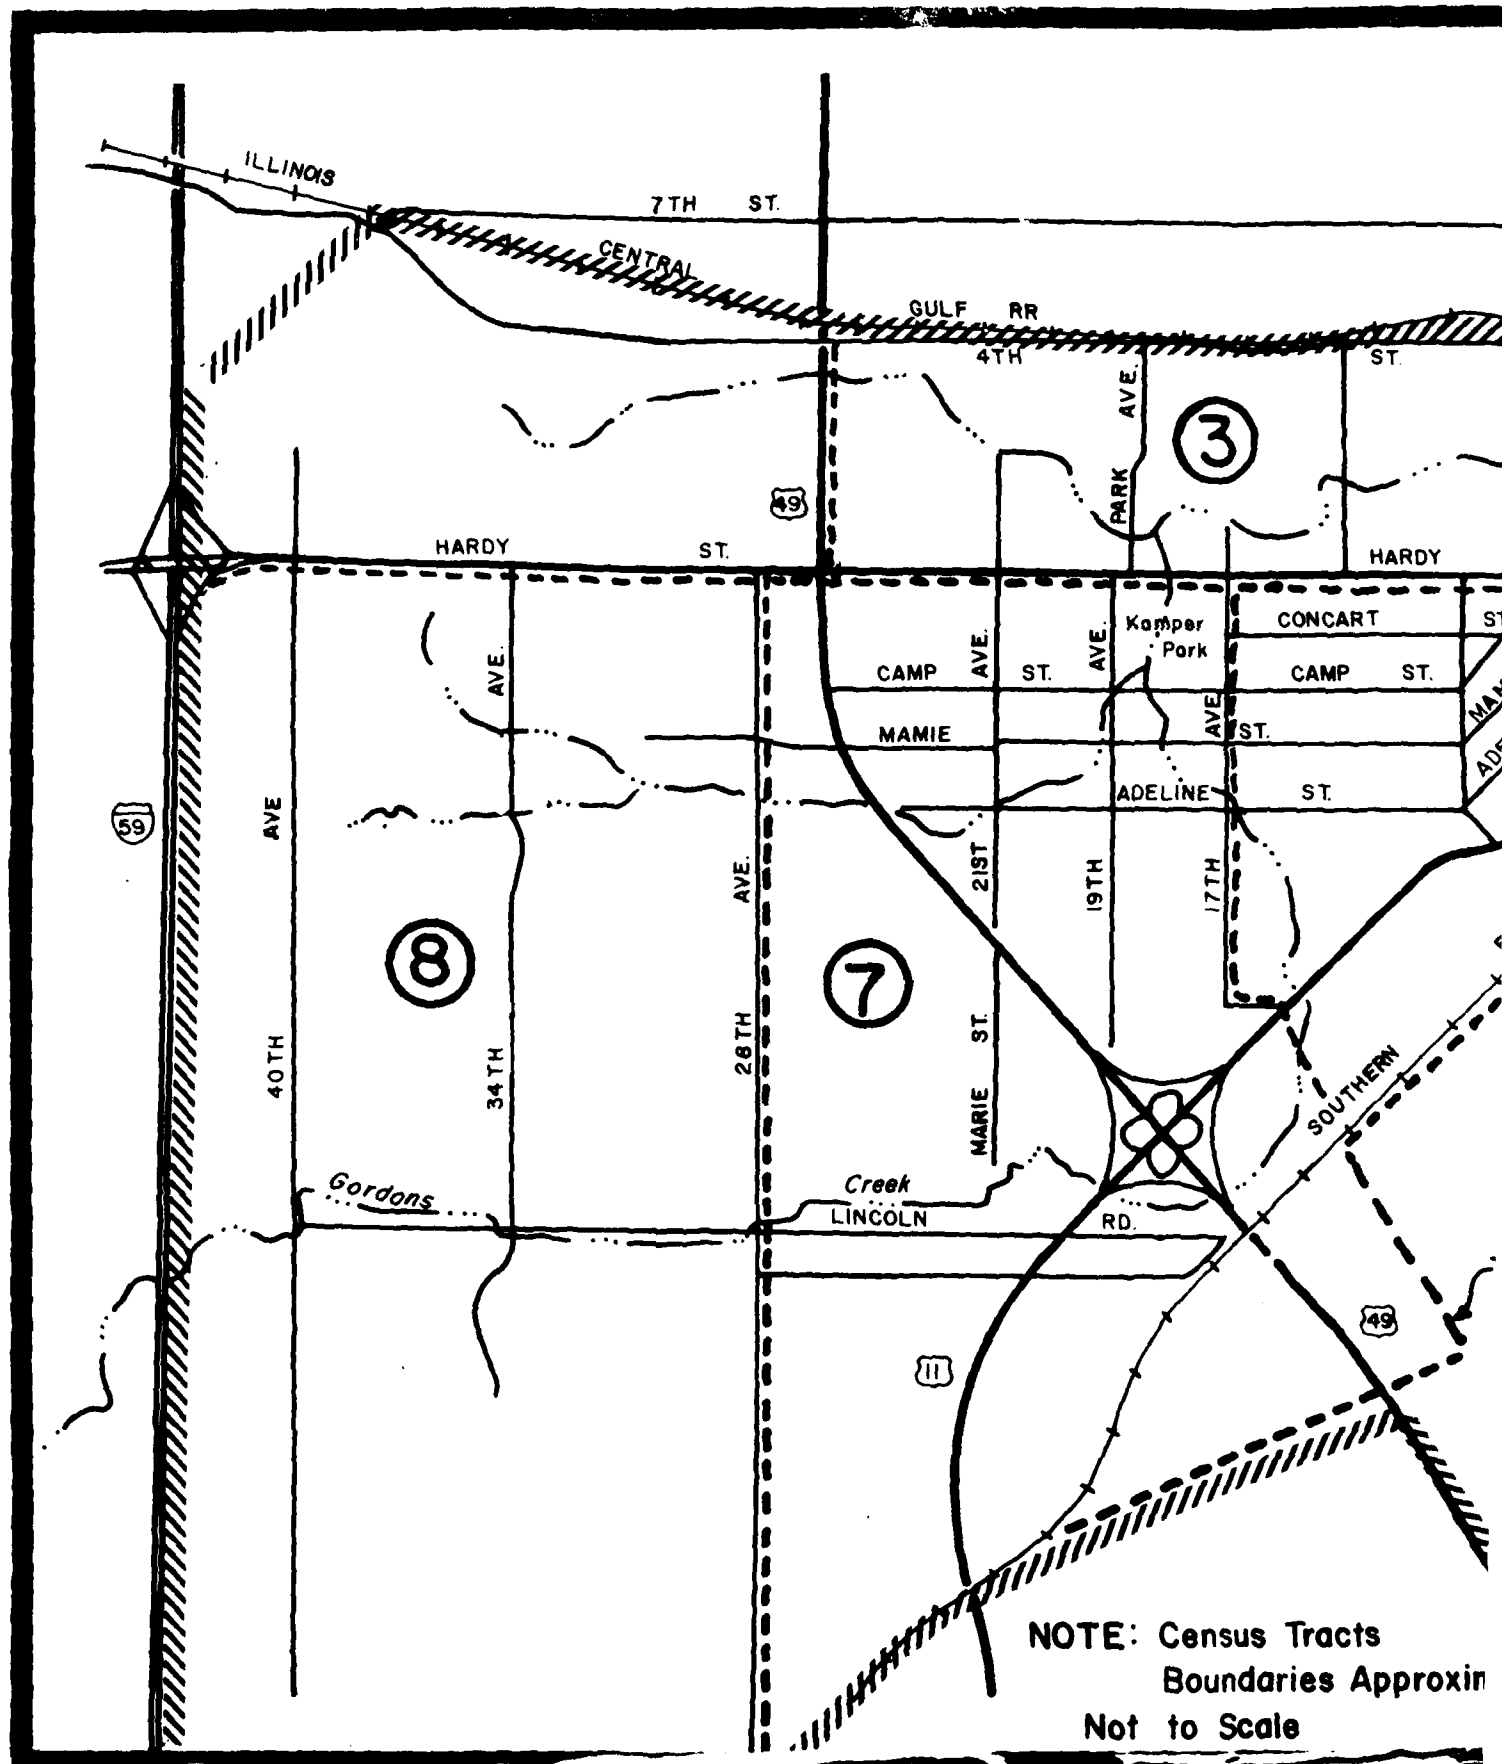 ILLINOIS
7TH ST.
CENTRAL
GULF RR
4TH ST.
PARK AVE.
3
49
HARDY ST. HARDY
Kamper
Park
CONCART ST
CAMP ST. CAMP ST.
MAMIE ST.
ADELINE ST.
59
40TH AVE
34TH AVE.
28TH AVE.
21ST AVE.
19TH AVE.
17TH AVE.
MARIE ST.
8
7
SOUTHERN
Gordons Creek
LINCOLN RD.
11
49
NOTE: Census Tracts
Boundaries Approxim
Not to Scale